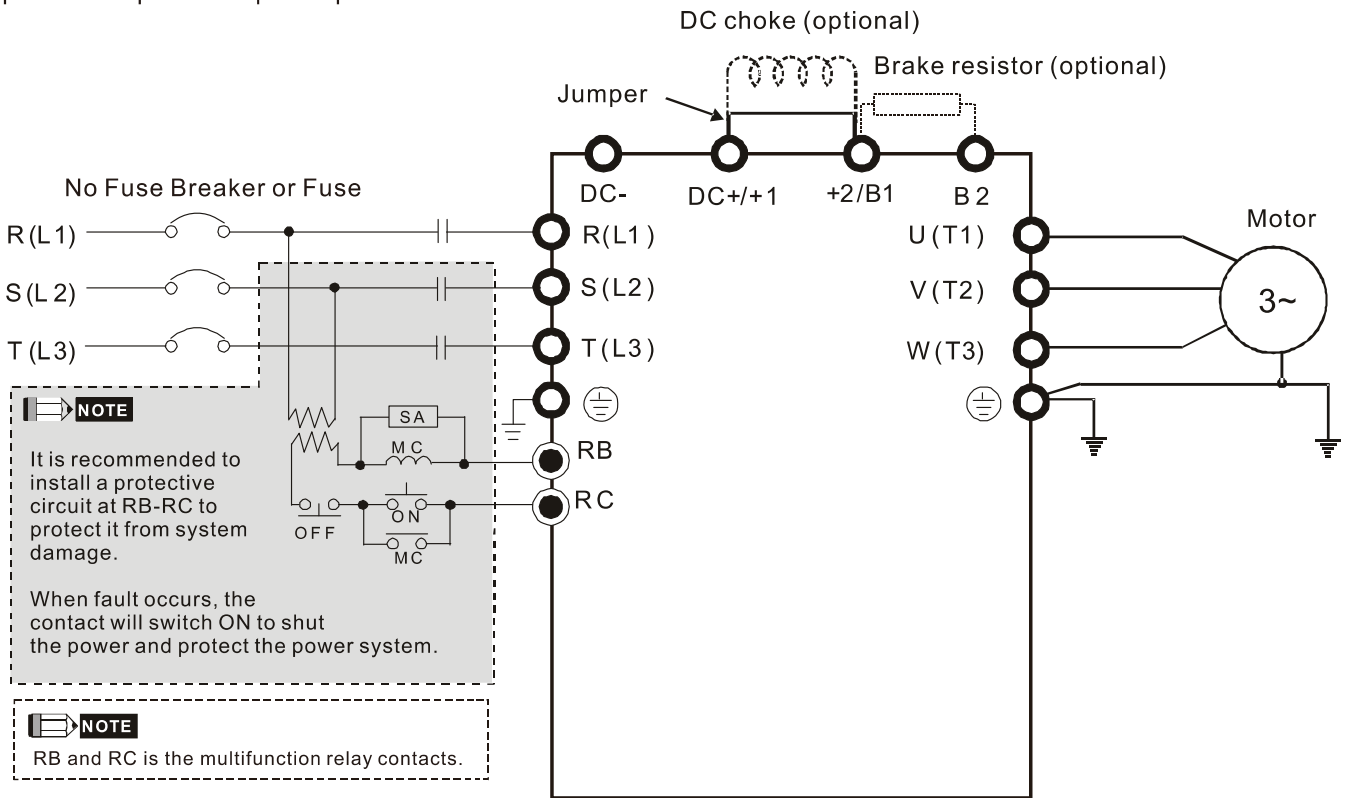 DC choke (optional)
Brake resistor (optional)
Jumper
No Fuse Breaker or Fuse
DC-
DC+/+1
+2/B1
B2
Motor
R(L1)
R(L1)
U(T1)
S(L2)
S(L2)
V(T2)
3~
T(L3)
T(L3)
W(T3)
NOTE
SA
MC
RB
It is recommended to
install a protective
circuit at RB-RC to
protect it from system
damage.
RC
ON
OFF
MC
When fault occurs, the
contact will switch ON to shut
the power and protect the power system.
NOTE
RB and RC is the multifunction relay contacts.